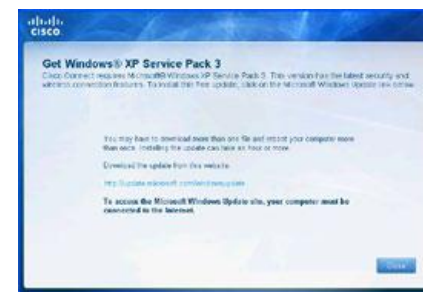 CISCO
Get Windows® XP Service Pack 3
Cisco Connect requires Microsoft® Windows XP Service Pack 3. This version has the latest security and
wireless connection features. To install this free update, click on the Microsoft Windows Update link below.
You may have to download more than one file and restart your computer more
than once. Installing the update can take an hour or more.
Download the update from this website:
http://update.microsoft.com/windowsupdate
To access the Microsoft Windows Update site, your computer must be
connected to the Internet.
Close